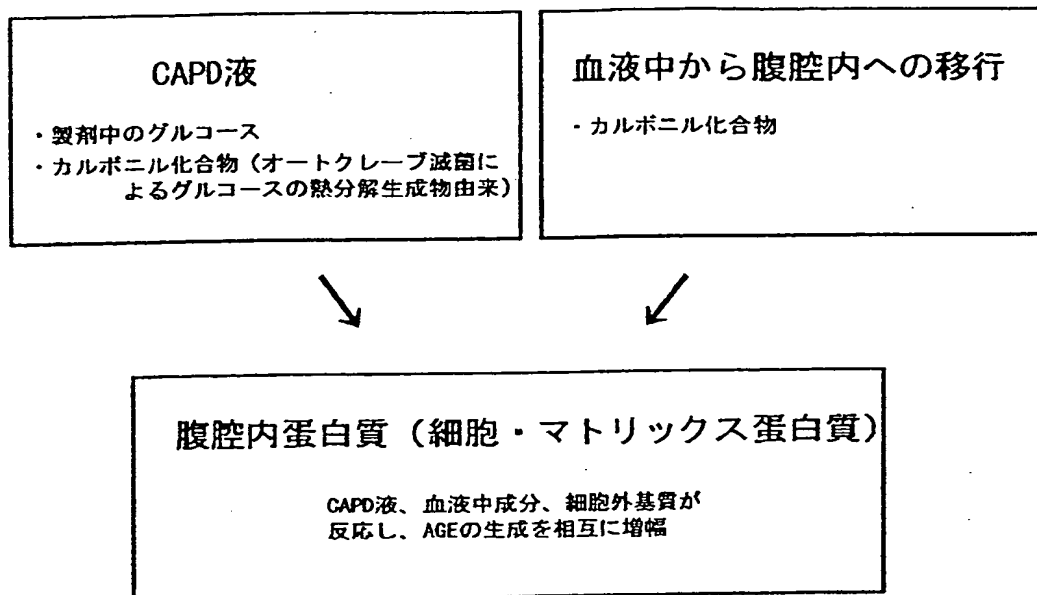 CAPD液
・製剤中のグルコース
・カルボニル化合物（オートクレーブ滅菌に
よるグルコースの熱分解生成物由来）
血液中から腹腔内への移行
・カルボニル化合物
腹腔内蛋白質（細胞・マトリックス蛋白質）
CAPD液、血液中成分、細胞外基質が
反応し、AGEの生成を相互に増幅